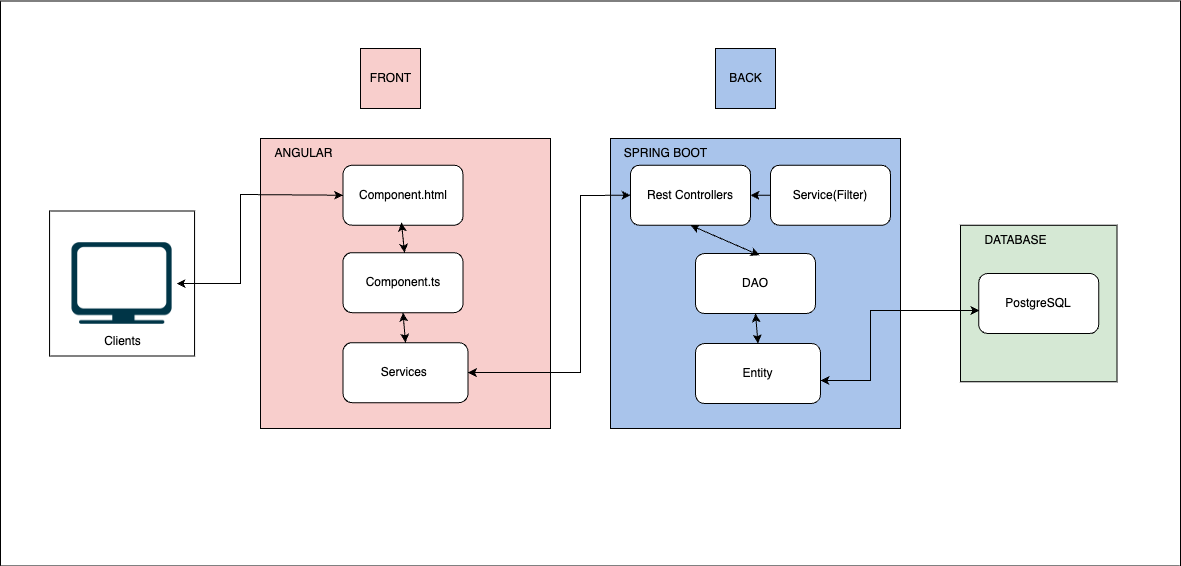 FRONT
BACK
ANGULAR
SPRING BOOT
Component.html
Rest Controllers
Service(Filter)
DATABASE
Component.ts
DAO
PostgreSQL
Clients
Services
Entity